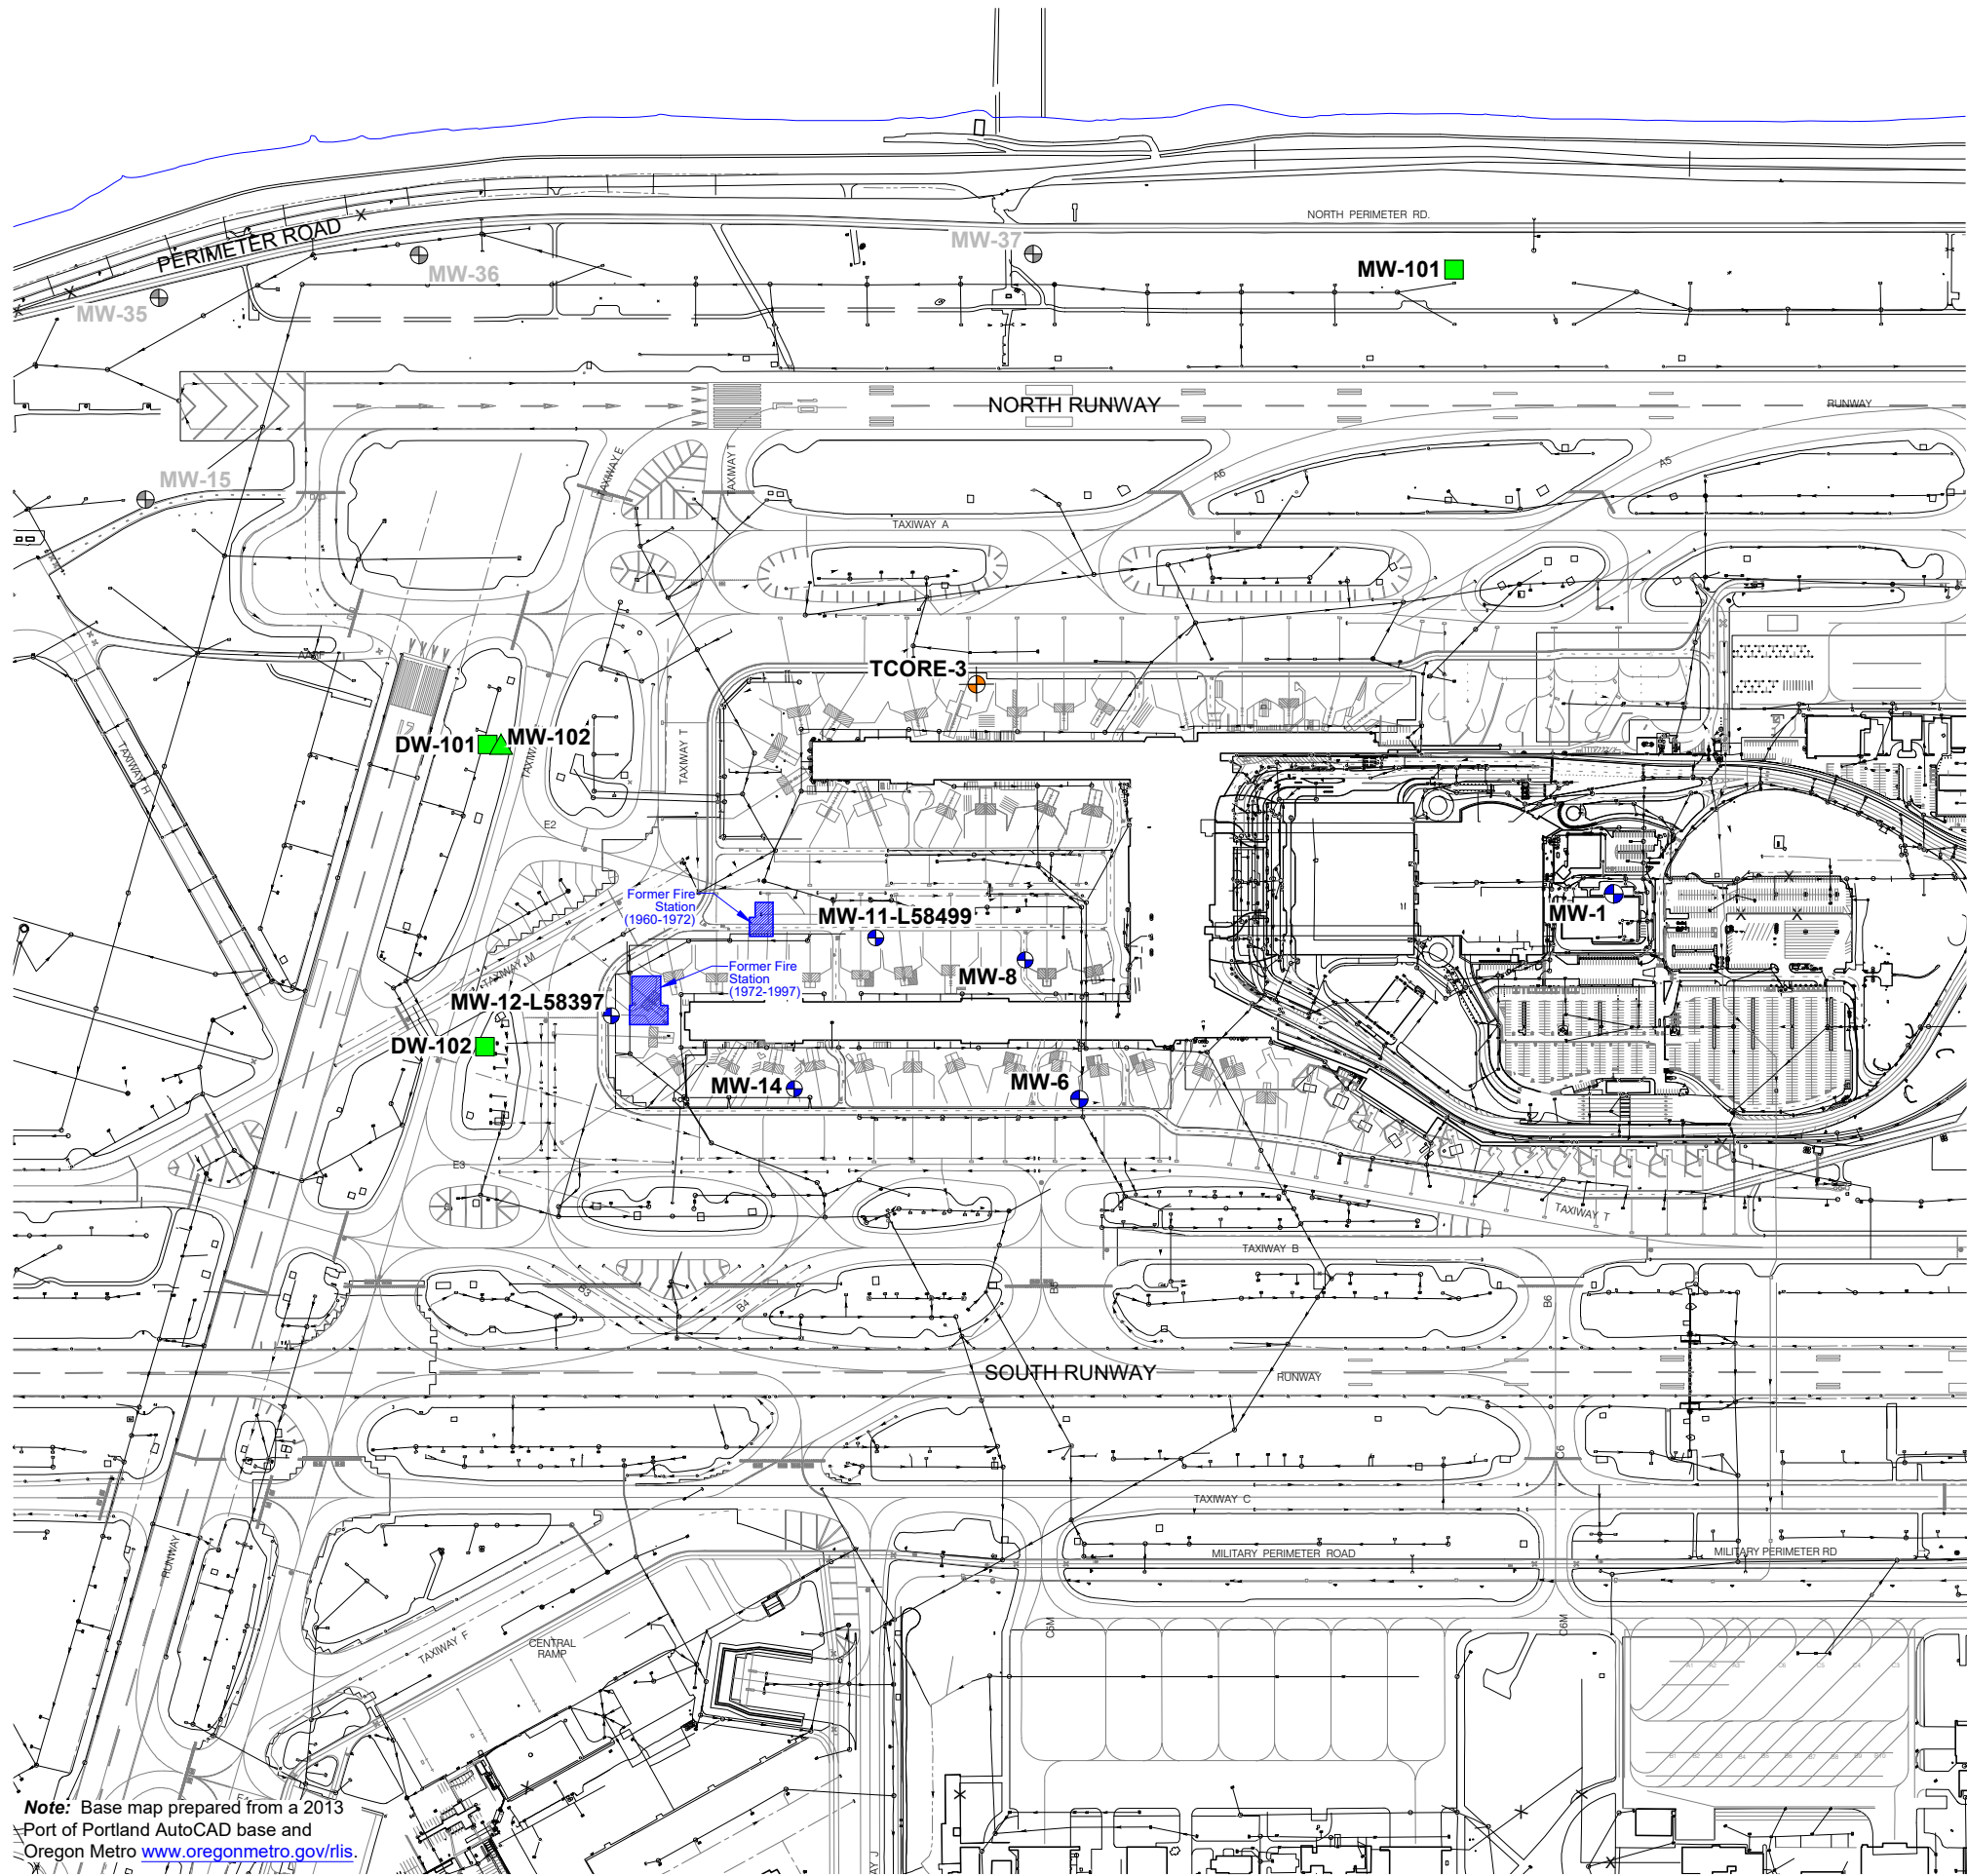 NORTH PERIMETER RD.
PERIMETER ROAD
MW-37
MW-36
MW-101
MW-35
NORTH RUNWAY
RUNWAY
TAXIWAY E
TAXIWAY T
MW-15
A6
A5
TAXIWAY A
TCORE-3
DW-101
MW-102
TAXIWAY T
TAXIWAY H
E2
Former Fire
Station
(1960-1972)
MW-11-L58499
MW-1
TAXIWAY M
Former Fire
Station
(1972-1997)
MW-8
MW-12-L58397
DW-102
MW-14
MW-6
E3
TAXIWAY T
TAXIWAY B
B3
B4
B6
SOUTH RUNWAY
RUNWAY
C6
TAXIWAY C
RUNWAY
MILITARY PERIMETER ROAD
MILITARY PERIMETER RD
TAXIWAY F
CENTRAL
RAMP
C6M
Note: Base map prepared from a 2013
Port of Portland AutoCAD base and
Oregon Metro www.oregonmetro.gov/rlis.